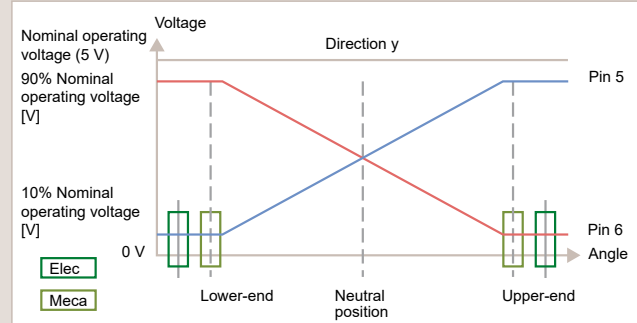 Voltage
Nominal operating
voltage (5 V)
Direction y
90% Nominal
operating voltage
[V]
Pin 5
10% Nominal
operating voltage
[V]
Pin 6
0 V
Angle
Elec
Meca
Lower-end
Neutral
position
Upper-end